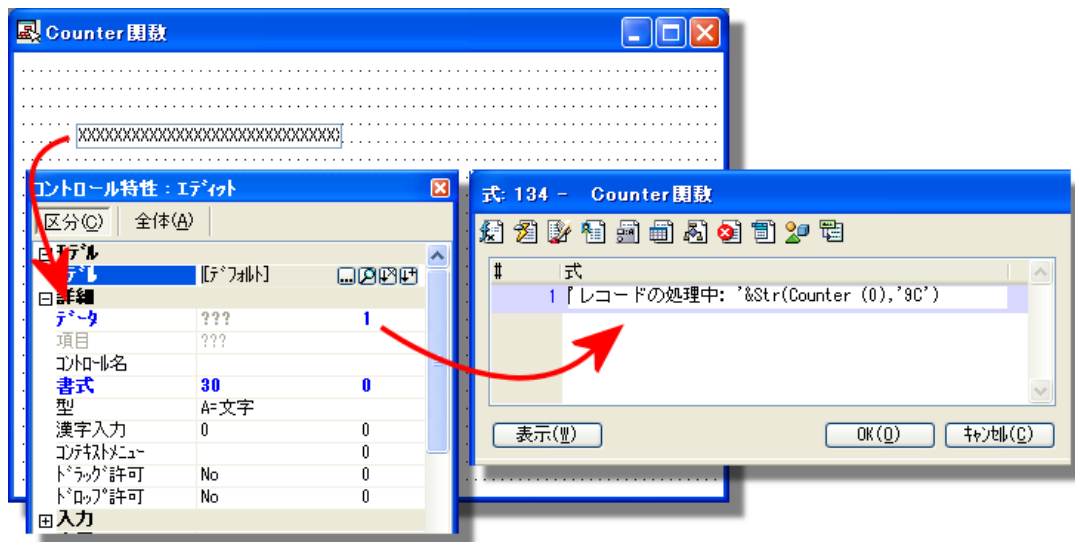 Counter関数
XXXXXXXXXXXXXXXXXXXXXXXXXXXXXX
コントロール特性:エディット
区分(C) 全体(A)
モデル
[デフォルト]
詳細
データ ??? 1
項目 ???
コントロール名
書式 30 0
型 A=文字
漢字入力 0 0
コンテキストメニュー 0
ドラッグ許可 No 0
ドロップ許可 No 0
入力
式: 134 - Counter関数
# 式
1 'レコードの処理中: '&Str(Counter (0),'9C')
表示(W) OK(O) キャンセル(C)